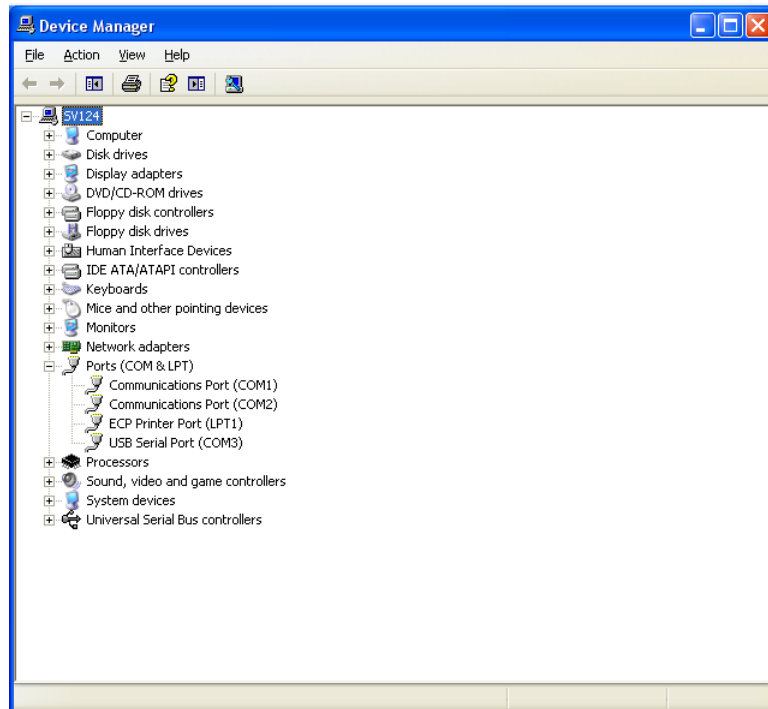 Device Manager
File Action View Help
SV124
Computer
Disk drives
Display adapters
DVD/CD-ROM drives
Floppy disk controllers
Floppy disk drives
Human Interface Devices
IDE ATA/ATAPI controllers
Keyboards
Mice and other pointing devices
Monitors
Network adapters
Ports (COM & LPT)
Communications Port (COM1)
Communications Port (COM2)
ECP Printer Port (LPT1)
USB Serial Port (COM3)
Processors
Sound, video and game controllers
System devices
Universal Serial Bus controllers